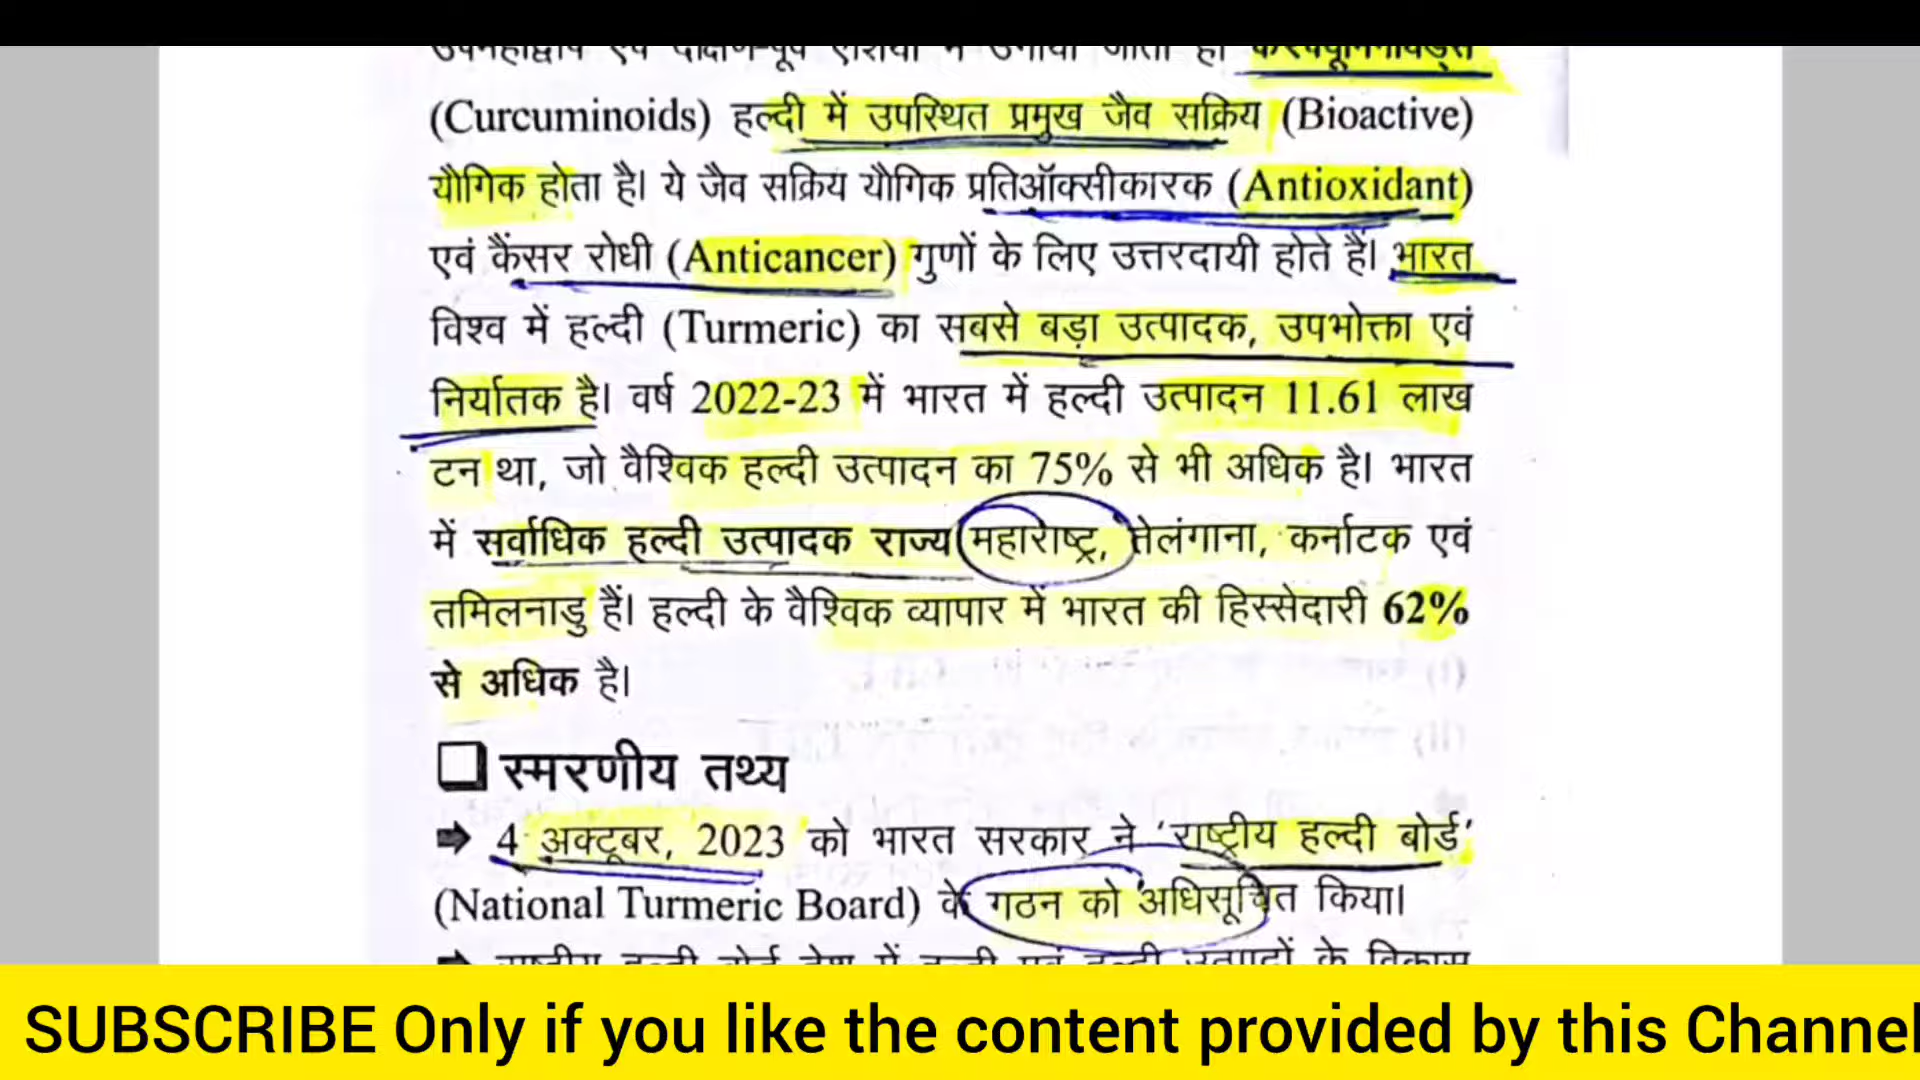 (Curcuminoids) हल्दी में उपस्थित प्रमुख जैव सक्रिय (Bioactive)
यौगिक होता है। ये जैव सक्रिय यौगिक प्रतिऑक्सीकारक (Antioxidant)
एवं कैंसर रोधी (Anticancer) गुणों के लिए उत्तरदायी होते हैं। भारत
विश्व में हल्दी (Turmeric) का सबसे बड़ा उत्पादक, उपभोक्ता एवं
निर्यातक है। वर्ष 2022-23 में भारत में हल्दी उत्पादन 11.61 लाख
टन था, जो वैश्विक हल्दी उत्पादन का 75% से भी अधिक है। भारत
में सर्वाधिक हल्दी उत्पादक राज्य महाराष्ट्र, तेलंगाना, कर्नाटक एवं
तमिलनाडु हैं। हल्दी के वैश्विक व्यापार में भारत की हिस्सेदारी 62%
से अधिक है।
स्मरणीय तथ्य
➡ 4 अक्टूबर, 2023 को भारत सरकार ने ‘राष्ट्रीय हल्दी बोर्ड’
(National Turmeric Board) के गठन को अधिसूचित किया।
SUBSCRIBE Only if you like the content provided by this Channel